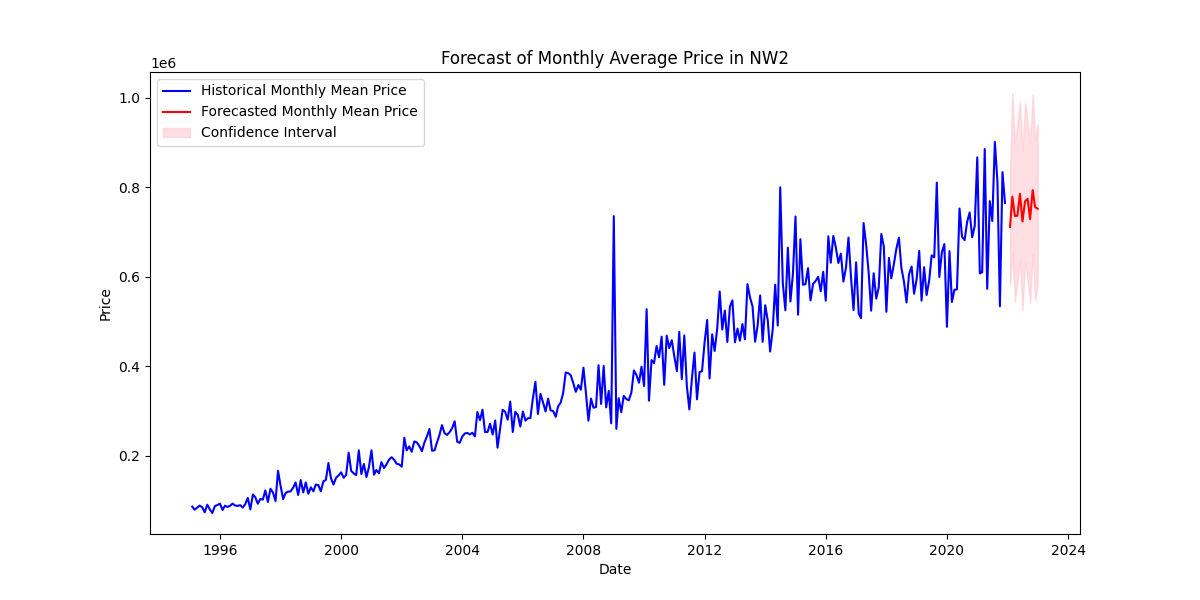 Forecast of Monthly Average Price in NW2
1e6
Historical Monthly Mean Price
Forecasted Monthly Mean Price
Confidence Interval
1.0
0.8
0.6
0.4
0.2
Price
1996 2000 2004 2008 2012 2016 2020 2024
Date